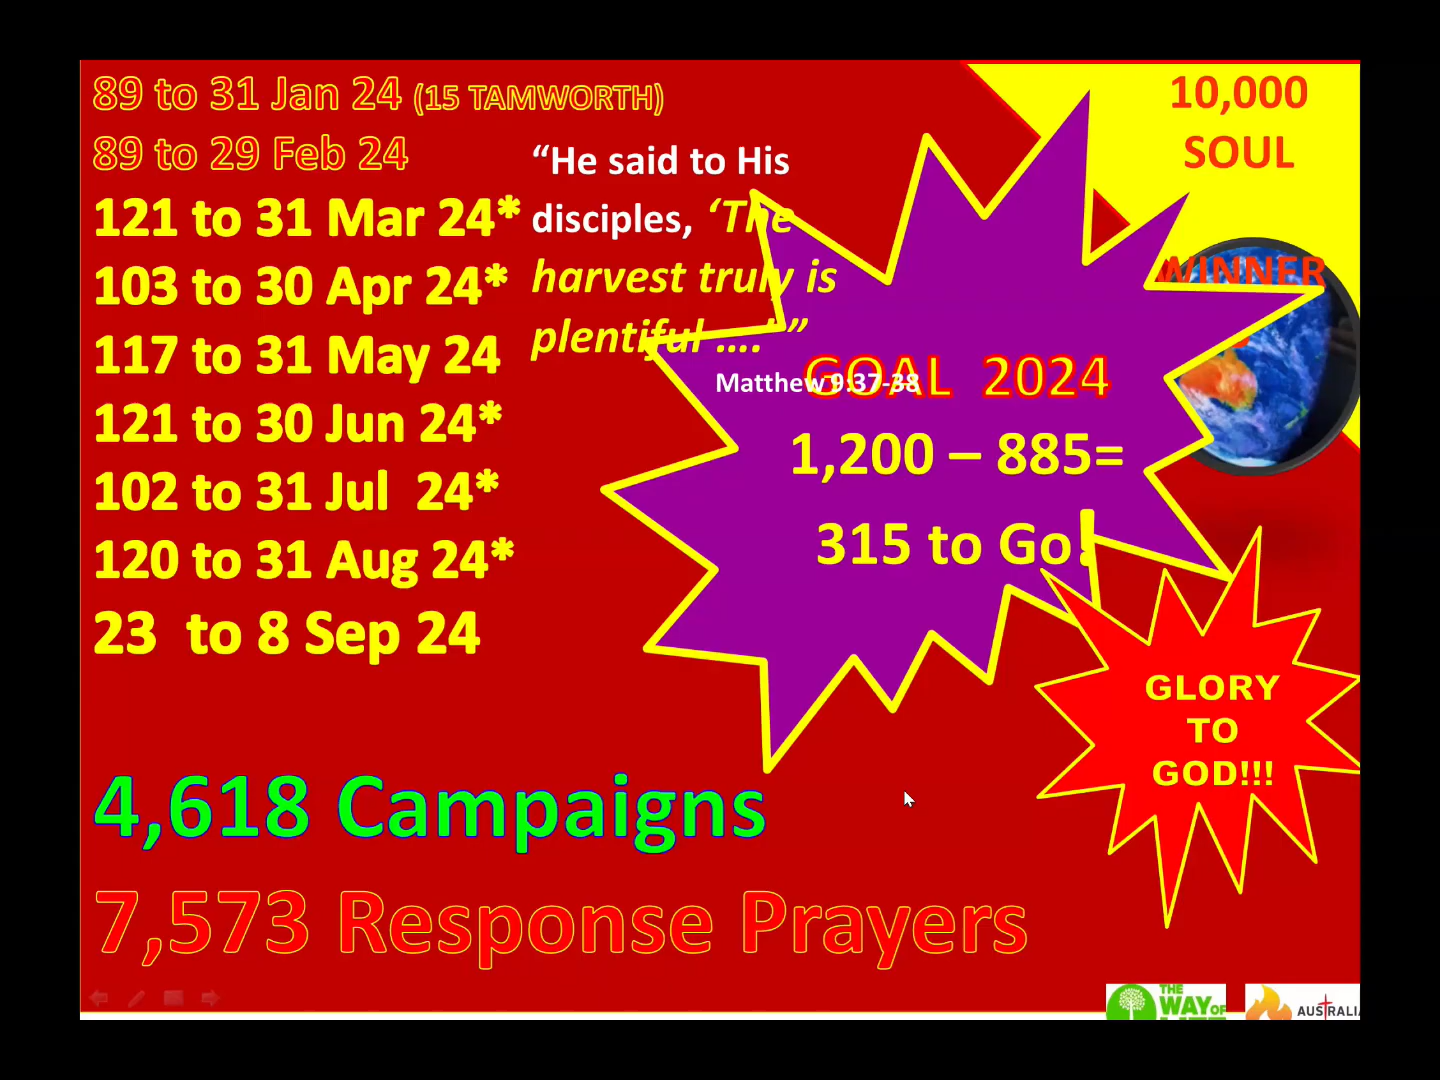 89 to 31 Jan 24 (15 TAMWORTH)
89 to 29 Feb 24
121 to 31 Mar 24*
103 to 30 Apr 24*
117 to 31 May 24
121 to 30 Jun 24*
102 to 31 Jul 24*
120 to 31 Aug 24*
23 to 8 Sep 24
“He said to His
disciples, ‘The
harvest truly is
plentiful ….’ ”
Matthew 9:37-38
10,000
SOUL
WINNER
GOAL 2024
1,200 – 885=
315 to Go!
GLORY
TO
GOD!!!
4,618 Campaigns
7,573 Response Prayers
THE
WAY OF
AUSTRALIA